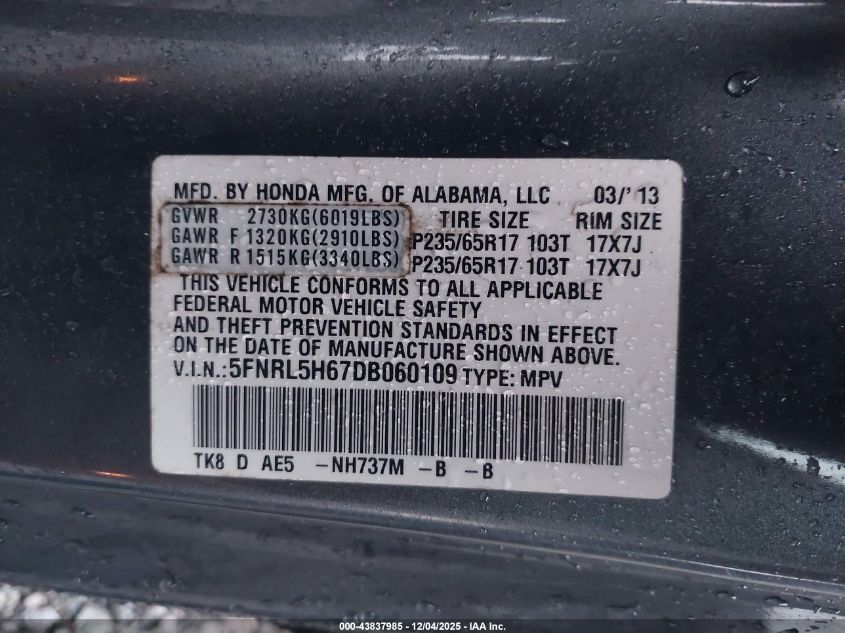 MFD. BY HONDA MFG. OF ALABAMA, LLC 03/'13
GVWR 2730KG(6019LBS) TIRE SIZE RIM SIZE
GAWR F 1320KG(2910LBS) P235/65R17 103T 17X7J
GAWR R 1515KG(3340LBS) P235/65R17 103T 17X7J
THIS VEHICLE CONFORMS TO ALL APPLICABLE
FEDERAL MOTOR VEHICLE SAFETY
AND THEFT PREVENTION STANDARDS IN EFFECT
ON THE DATE OF MANUFACTURE SHOWN ABOVE.
V.I.N.:5FNRL5H67DB060109 TYPE: MPV
TK8 D AE5 -NH737M -B -B
000-43837985 - 12/04/2025 - IAA Inc.